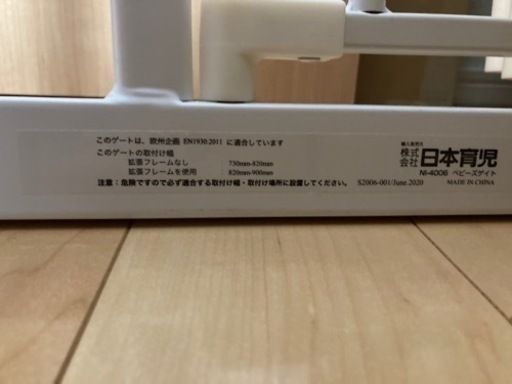 このゲートは、欧州企画 EN1930:2011 に適合しています
このゲートの取付け幅
拡張フレームなし : 730mm-820mm
拡張フレームを使用 : 820mm-900mm
注意：危険ですので必ず適合する取付け幅・取付け場所に設置してください。
S2006-001/June.2020
輸入発売元
株式会社 日本育児
NI-4006 ベビーズゲイト
MADE IN CHINA